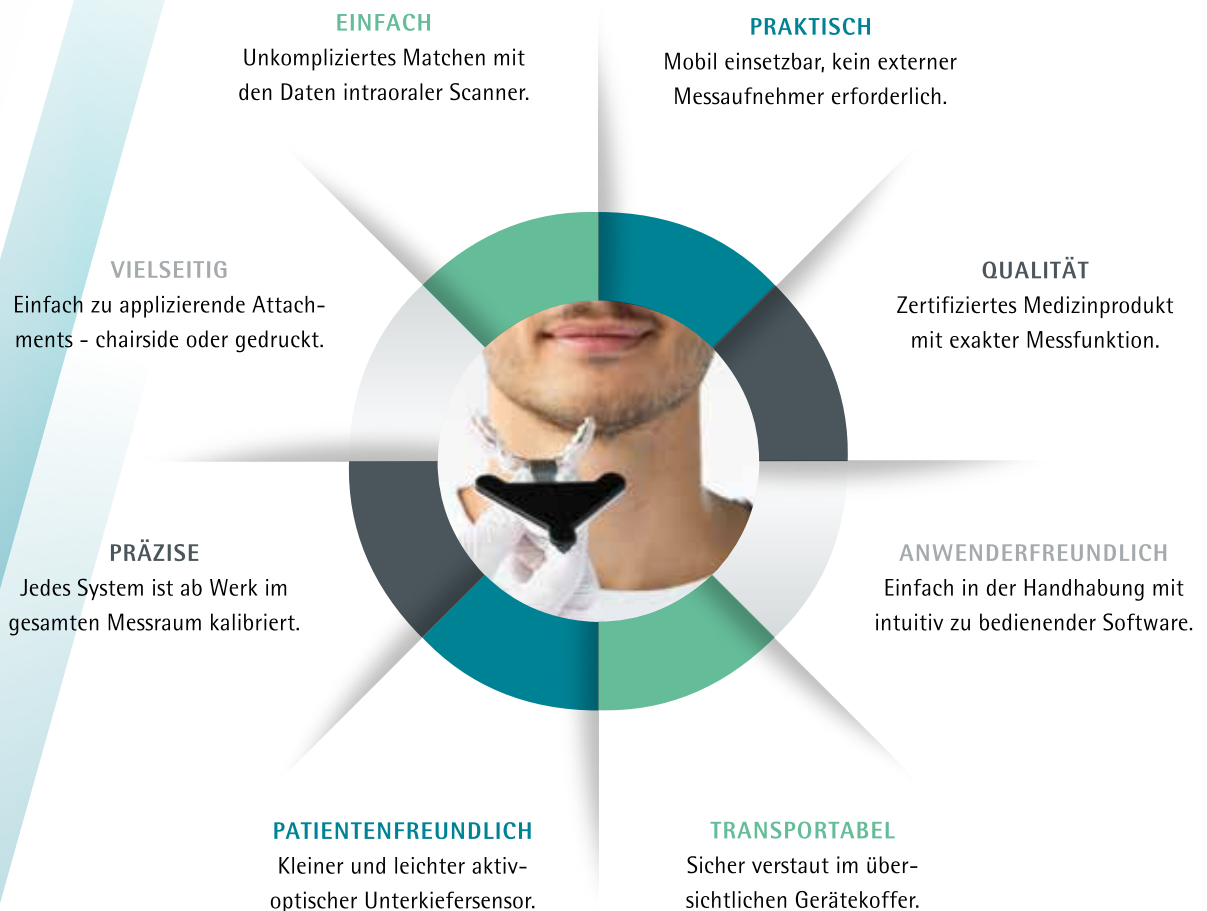 EINFACH
Unkompliziertes Matchen mit
den Daten intraoraler Scanner.
PRAKTISCH
Mobil einsetzbar, kein externer
Messaufnehmer erforderlich.
VIELSEITIG
Einfach zu applizierende Attach-
ments - chairside oder gedruckt.
QUALITÄT
Zertifiziertes Medizinprodukt
mit exakter Messfunktion.
PRÄZISE
Jedes System ist ab Werk im
gesamten Messraum kalibriert.
ANWENDERFREUNDLICH
Einfach in der Handhabung mit
intuitiv zu bedienender Software.
PATIENTENFREUNDLICH
Kleiner und leichter aktiv-
optischer Unterkiefersensor.
TRANSPORTABEL
Sicher verstaut im über-
sichtlichen Gerätekoffer.